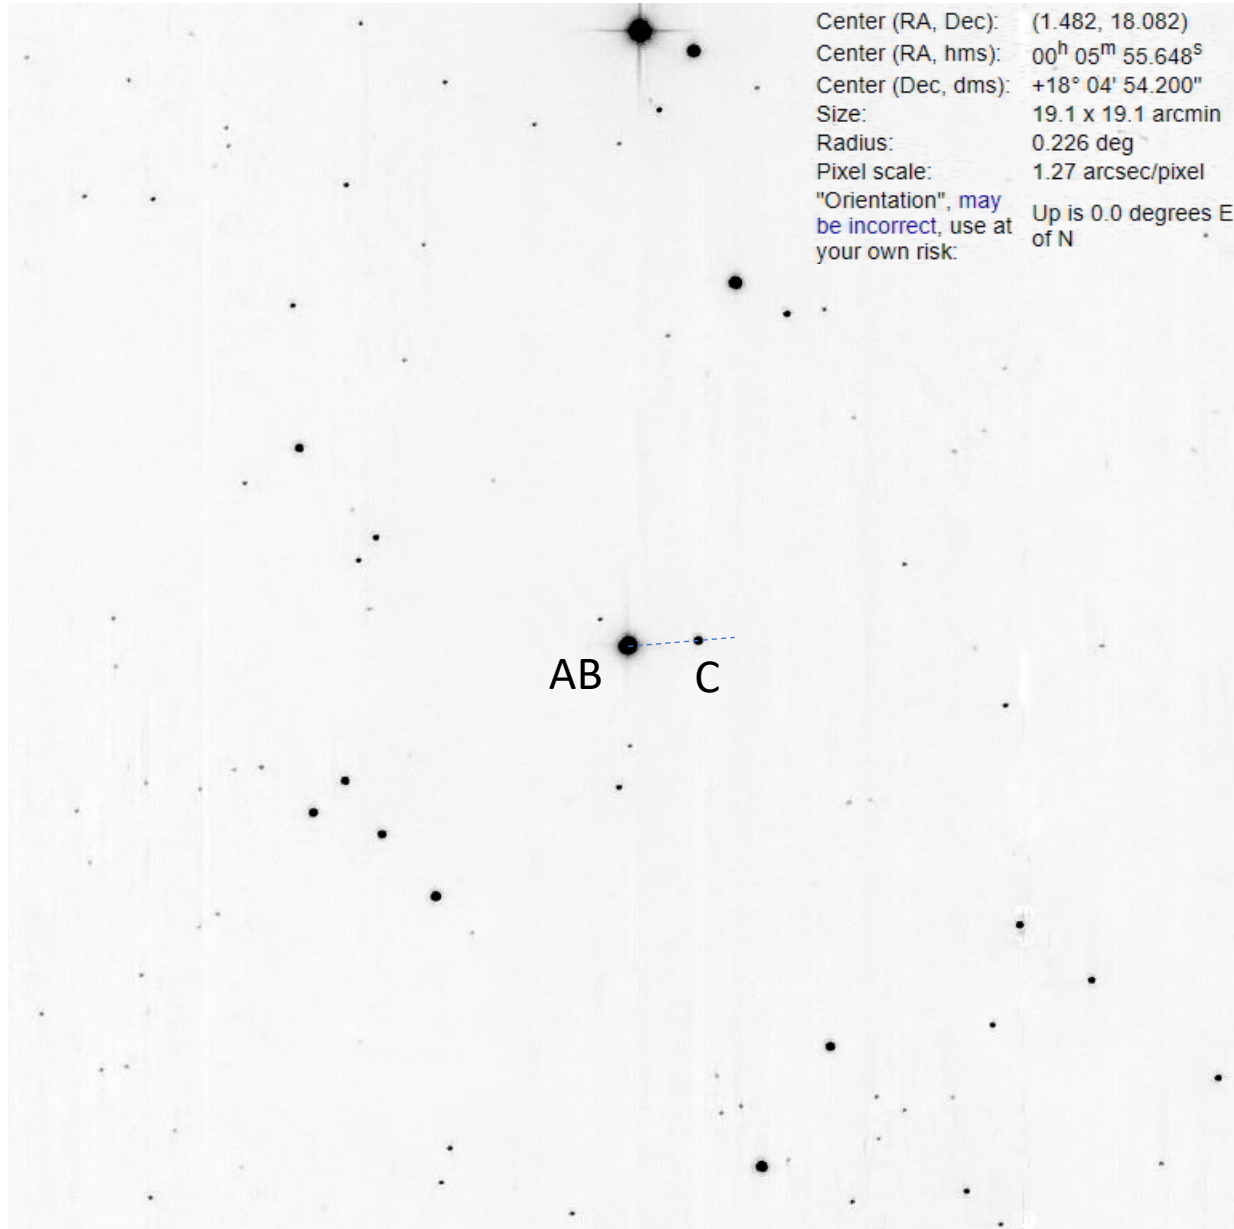 Center (RA, Dec): (1.482, 18.082)
Center (RA, hms): 00h 05m 55.648s
Center (Dec, dms): +18° 04' 54.200"
Size: 19.1 x 19.1 arcmin
Radius: 0.226 deg
Pixel scale: 1.27 arcsec/pixel
"Orientation", may be incorrect, use at your own risk: Up is 0.0 degrees E of N
AB
C